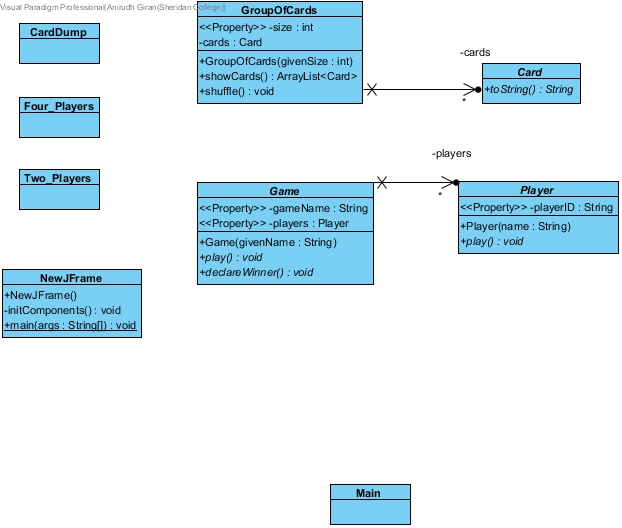 Visual Paradigm Professional(Anirudh Giran(Sheridan College))
CardDump
Four_Players
Two_Players
NewJFrame
+NewJFrame()
-initComponents() : void
+main(args : String[]) : void
GroupOfCards
<<Property>> -size : int
-cards : Card
+GroupOfCards(givenSize : int)
+showCards() : ArrayList<Card>
+shuffle() : void
-cards
*
Card
+toString() : String
-players
*
Game
<<Property>> -gameName : String
<<Property>> -players : Player
+Game(givenName : String)
+play() : void
+declareWinner() : void
Player
<<Property>> -playerID : String
+Player(name : String)
+play() : void
Main